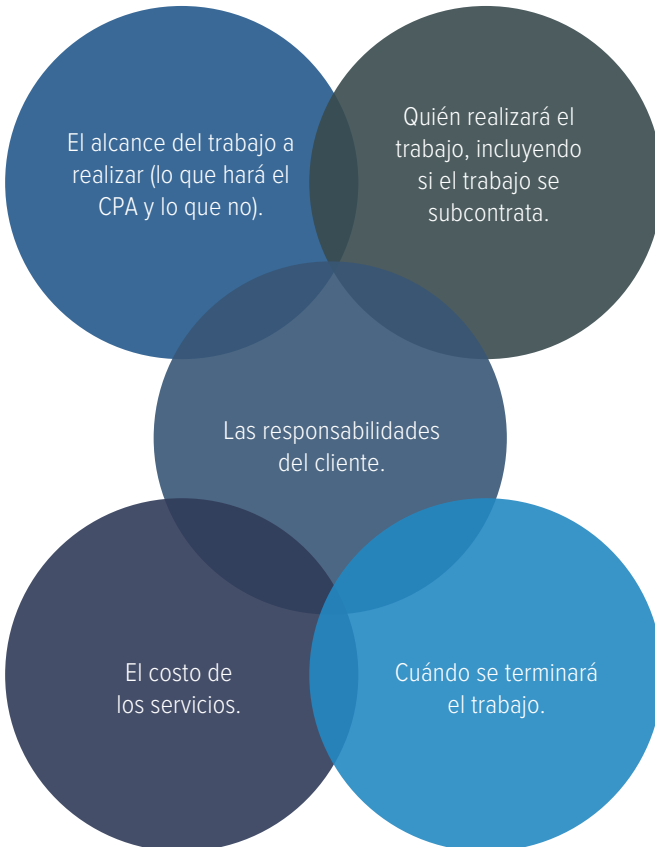 El alcance del trabajo a
realizar (lo que hará el
CPA y lo que no).
Quién realizará el
trabajo, incluyendo
si el trabajo se
subcontrata.
Las responsabilidades
del cliente.
El costo de
los servicios.
Cuándo se terminará
el trabajo.